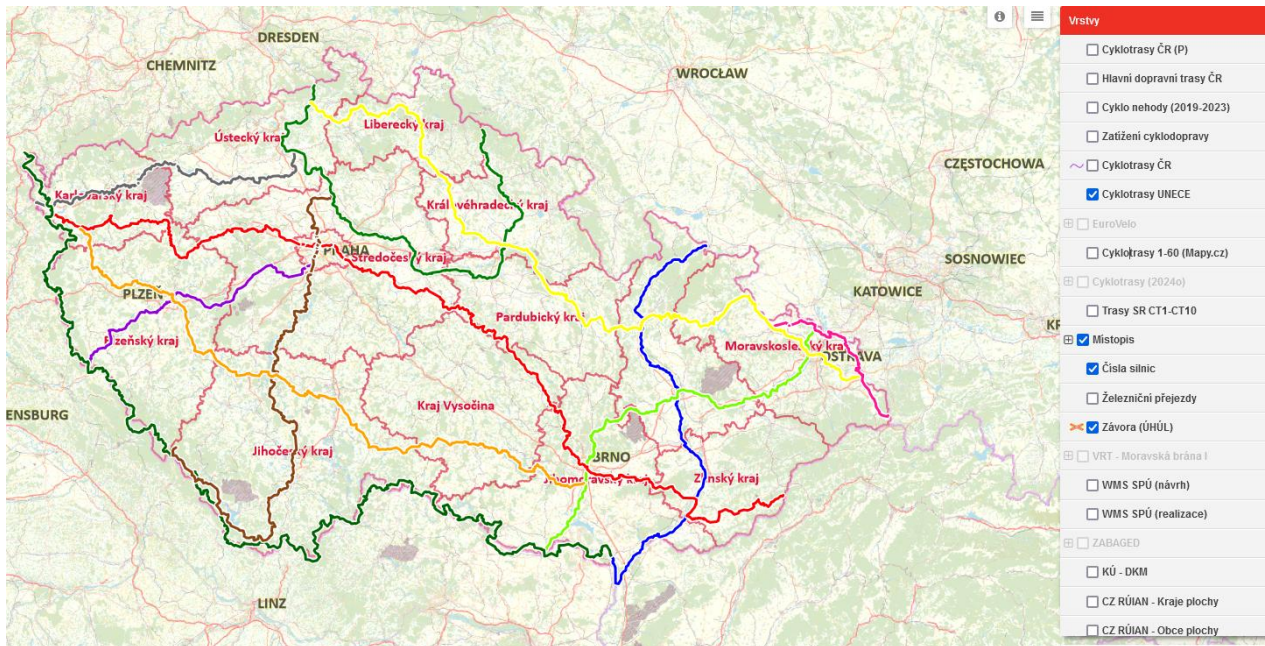 DRESDEN
CHEMNITZ
WROCŁAW
Liberecký kraj
Ústecký kraj
CZĘSTOCHOWA
Karlovarský kraj
Královéhradecký kraj
PRAHA
Středočeský kraj
SOSNOWIEC
PLZEŇ
KATOWICE
Pardubický kraj
KR
Plzeňský kraj
Moravskoslezský kraj
OSTRAVA
ENSBURG
Kraj Vysočina
Jihočeský kraj
BRNO
Jihomoravský kraj
Zlínský kraj
LINZ
Vrstvy
Cyklotrasy ČR (P)
Hlavní dopravní trasy ČR
Cyklo nehody (2019-2023)
Zatížení cyklodopravy
Cyklotrasy ČR
Cyklotrasy UNECE
EuroVelo
Cyklotrasy 1-60 (Mapy.cz)
Cyklotrasy (2024o)
Trasy SR CT1-CT10
Místopis
Čísla silnic
Železniční přejezdy
Závora (ÚHÚL)
VRT - Moravská brána I
WMS SPÚ (návrh)
WMS SPÚ (realizace)
ZABAGED
KÚ - DKM
CZ RÚIAN - Kraje plochy
CZ RÚIAN - Obce plochy